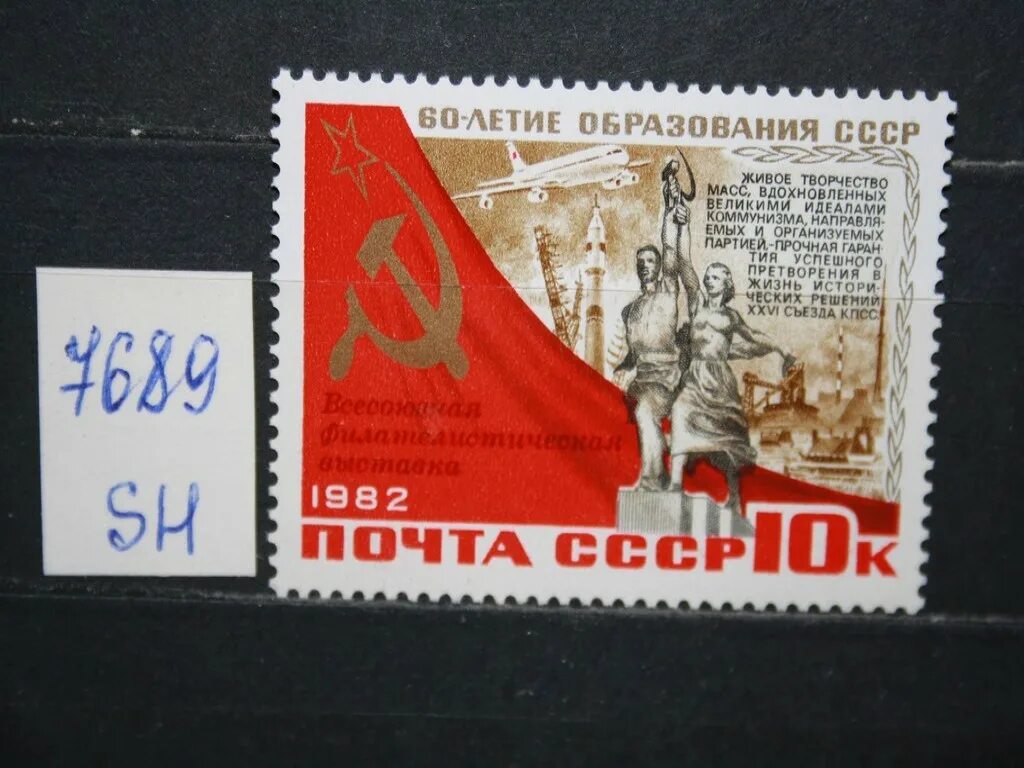 7689
SH
60-ЛЕТИЕ ОБРАЗОВАНИЯ СССР
ЖИВОЕ ТВОРЧЕСТВО
МАСС, ВДОХНОВЛЕННЫХ
ВЕЛИКИМИ ИДЕАЛАМИ
КОММУНИЗМА, НАПРАВЛЯ-
ЕМЫХ И ОРГАНИЗУЕМЫХ
ПАРТИЕЙ,-ПРОЧНАЯ ГАРАН-
ТИЯ УСПЕШНОГО
ПРЕТВОРЕНИЯ В
ЖИЗНЬ ИСТОРИ-
ЧЕСКИХ РЕШЕНИЙ
XXVI СЪЕЗДА КПСС.
Всесоюзная
филателистическая
выставка
1982
ПОЧТА СССР 10К